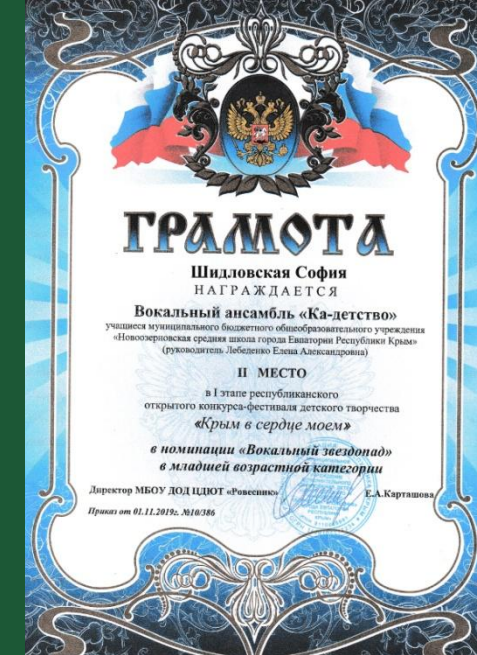 ГРАМОТА
Шидловская София
НАГРАЖДАЕТСЯ
Вокальный ансамбль «Ка-детство»
учащиеся муниципального бюджетного общеобразовательного учреждения
«Новоозерновская средняя школа города Евпатории Республики Крым»
(руководитель Лебеденко Елена Александровна)
II МЕСТО
в I этапе республиканского
открытого конкурса-фестиваля детского творчества
«Крым в сердце моем»
в номинации «Вокальный звездопад»
в младшей возрастной категории
Директор МБОУ ДОД ЦДЮТ «Ровесник» Е.А.Карташова
Приказ от 01.11.2019г. №10/386